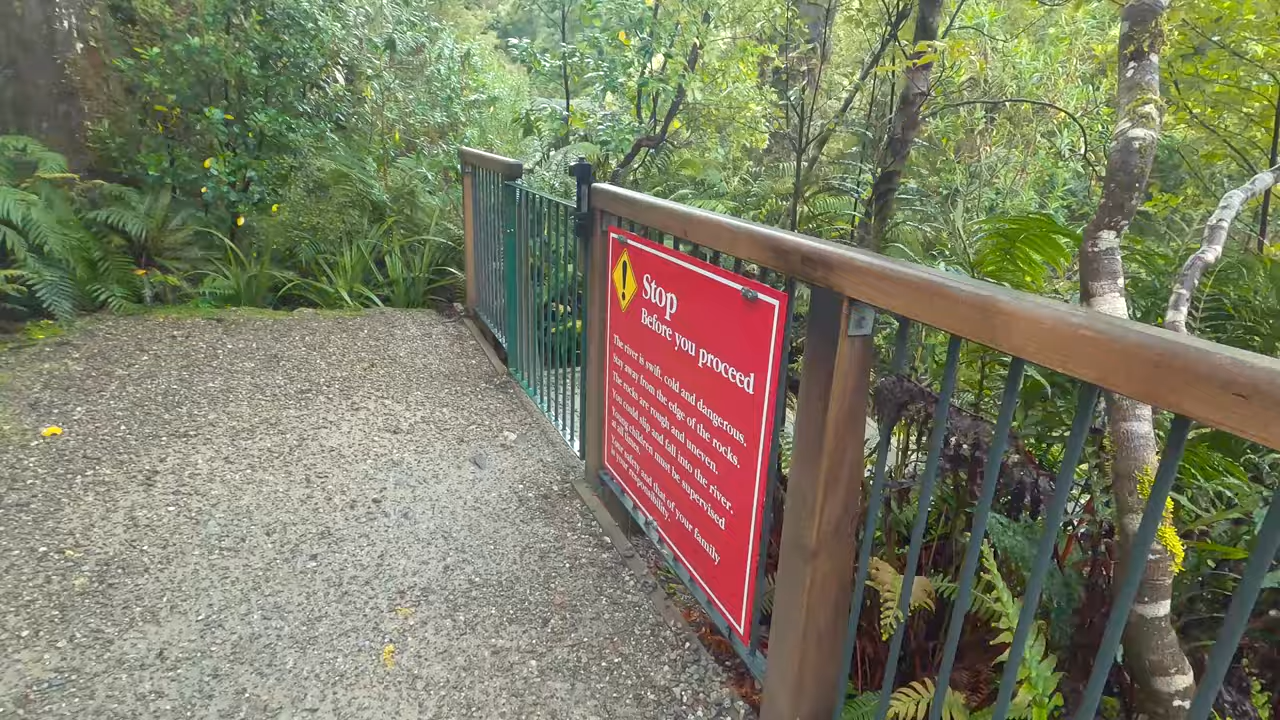 Stop
Before you proceed
The river is swift, cold and dangerous.
Stay away from the edge of the rocks.
The rocks are rough and uneven.
You could slip and fall into the river.
Young children must be supervised
at all times.
Your safety and that of your family
is your responsibility.